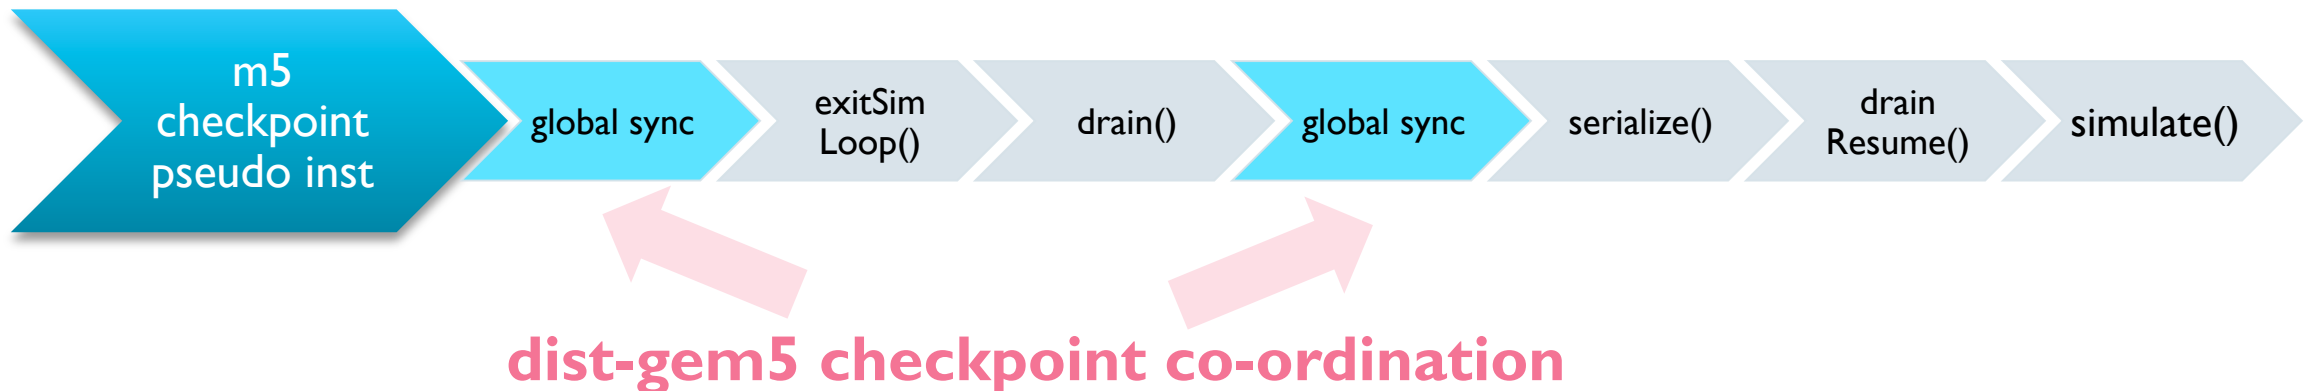 m5
checkpoint
pseudo inst
global sync
exitSim
Loop()
drain()
global sync
serialize()
drain
Resume()
simulate()
dist-gem5 checkpoint co-ordination